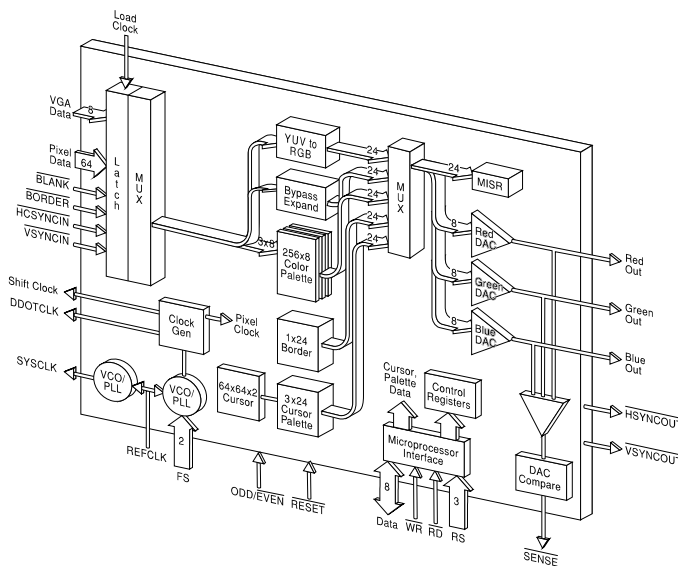 Load
Clock
VGA
Data
8
Pixel
Data
64
BLANK
BORDER
HCSYNCIN
VSYNCIN
Latch
MUX
YUV to
RGB
24
Bypass
Expand
24
3x8
256x8
Color
Palette
24
24
24
MUX
24
MISR
8
Red
DAC
8
Green
DAC
8
Blue
DAC
Red
Out
Green
Out
Blue
Out
Shift Clock
DDOTCLK
Clock
Gen
Pixel
Clock
1x24
Border
SYSCLK
VCO/
PLL
VCO/
PLL
64x64x2
Cursor
3x24
Cursor
Palette
Cursor,
Palette
Data
Control
Registers
HSYNCOUT
VSYNCOUT
REFCLK
2
FS
Microprocessor
Interface
DAC
Compare
ODD/EVEN
RESET
8
Data
WR
RD
3
RS
SENSE